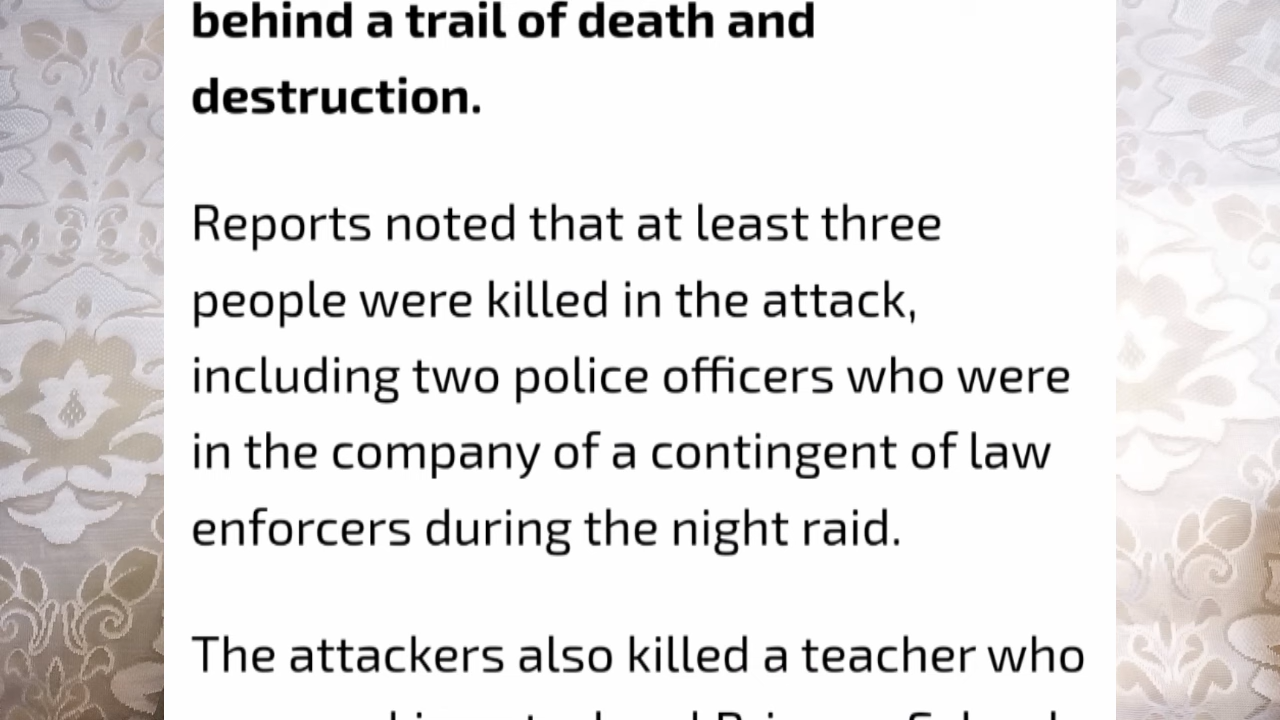 behind a trail of death and
destruction.
Reports noted that at least three
people were killed in the attack,
including two police officers who were
in the company of a contingent of law
enforcers during the night raid.
The attackers also killed a teacher who